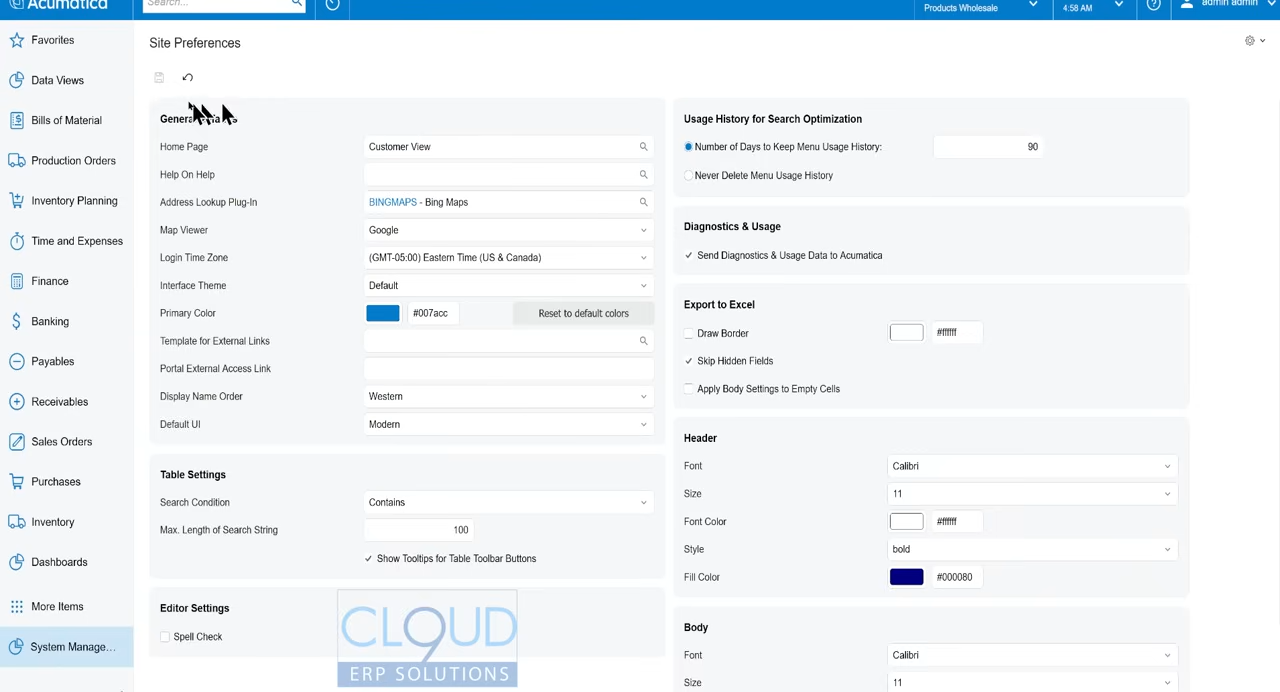 Acumatica
Search...
Products Wholesale
4:58 AM
admin admin
Favorites
Data Views
Bills of Material
Production Orders
Inventory Planning
Time and Expenses
Finance
Banking
Payables
Receivables
Sales Orders
Purchases
Inventory
Dashboards
More Items
System Manage...
Site Preferences
Home Page
Customer View
Help On Help
Address Lookup Plug-In
BINGMAPS - Bing Maps
Map Viewer
Google
Login Time Zone
(GMT-05:00) Eastern Time (US & Canada)
Interface Theme
Default
Primary Color
#007acc
Reset to default colors
Template for External Links
Portal External Access Link
Display Name Order
Western
Default UI
Modern
Table Settings
Search Condition
Contains
Max. Length of Search String
100
Show Tooltips for Table Toolbar Buttons
Editor Settings
Spell Check
CLOUD
9
ERP SOLUTIONS
Usage History for Search Optimization
Number of Days to Keep Menu Usage History:
90
Never Delete Menu Usage History
Diagnostics & Usage
Send Diagnostics & Usage Data to Acumatica
Export to Excel
Draw Border
#ffffff
Skip Hidden Fields
Apply Body Settings to Empty Cells
Header
Font
Calibri
Size
11
Font Color
#ffffff
Style
bold
Fill Color
#000080
Body
Font
Calibri
Size
11